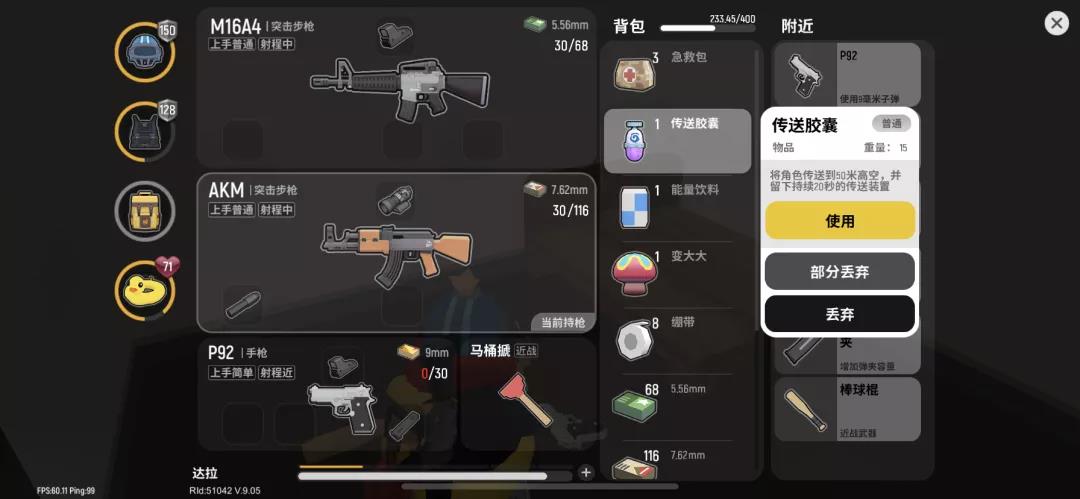 150
128
71
M16A4 | 突击步枪
上手普通 射程中
5.56mm
30/68
AKM | 突击步枪
上手普通 射程中
7.62mm
30/116
当前持枪
P92 | 手枪
上手简单 射程近
9mm
0/30
马桶搋 近战
达拉
RId:51042 V.9.05
FPS:60.11 Ping:99
背包
233.45/400
3 急救包
1 传送胶囊
1 能量饮料
1 变大大
8 绷带
68 5.56mm
116 7.62mm
附近
P92
使用9毫米子弹
传送胶囊 普通
物品 重量: 15
将角色传送到50米高空，并
留下持续20秒的传送装置
使用
部分丢弃
丢弃
夹
增加弹夹容量
棒球棍
近战武器